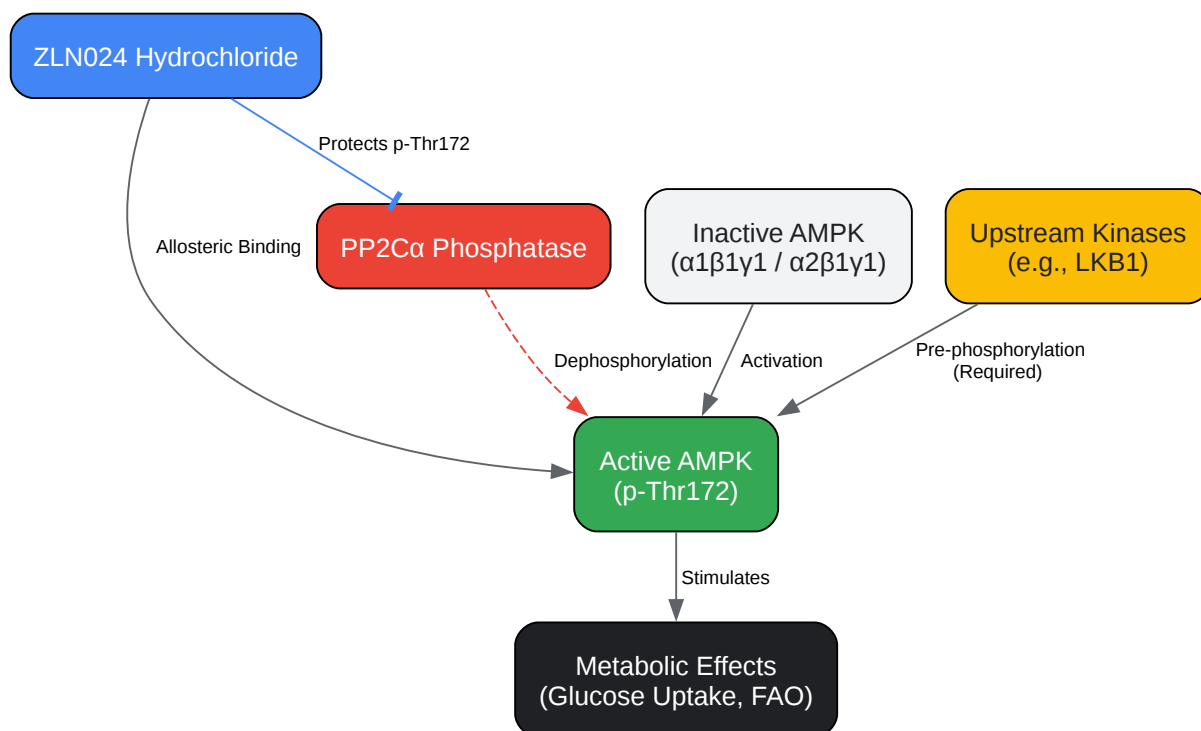 ZLN024 Hydrochloride
Protects p-Thr172
Allosteric Binding
PP2Cα Phosphatase
Inactive AMPK
(α1β1γ1 / α2β1γ1)
Upstream Kinases
(e.g., LKB1)
Dephosphorylation
Activation
Pre-phosphorylation
(Required)
Active AMPK
(p-Thr172)
Stimulates
Metabolic Effects
(Glucose Uptake, FAO)